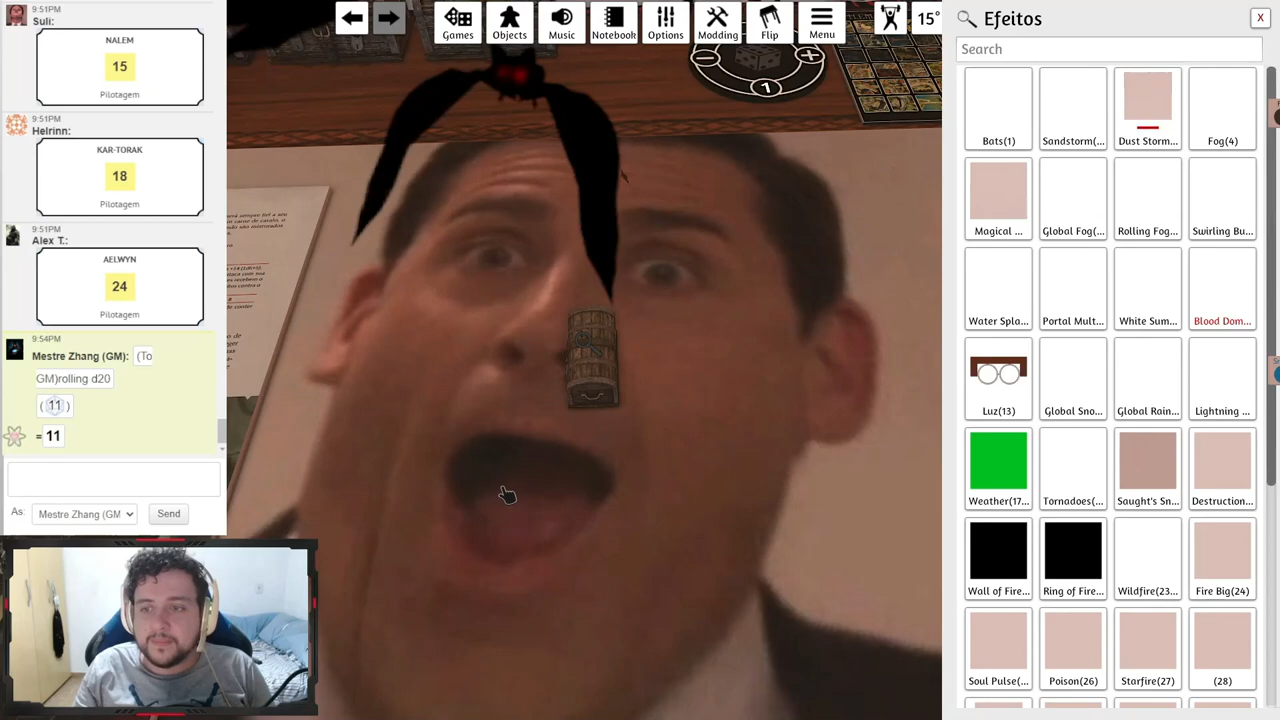 9:51PM
Suli:
NALEM
15
Pilotagem
9:51PM
Helrinn:
KAR-TORAK
18
Pilotagem
9:51PM
Alex T.:
AELWYN
24
Pilotagem
9:54PM
Mestre Zhang (GM): (To
GM)rolling d20
(11)
=11
As: Mestre Zhang (GM Send
Games Objects Music Notebook Options Modding Flip Menu 15°
1
Efeitos X
Search
Bats(1) Sandstorm(... Dust Storm... Fog(4)
Magical ... Global Fog(... Rolling Fog... Swirling Bu...
Water Spla... Portal Mult... White Sum... Blood Dom...
Luz(13) Global Sno... Global Rain... Lightning ...
Weather(17... Tornadoes(... Saught's Sn... Destruction...
Wall of Fire... Ring of Fire... Wildfire(23... Fire Big(24)
Soul Pulse(... Poison(26) Starfire(27) (28)